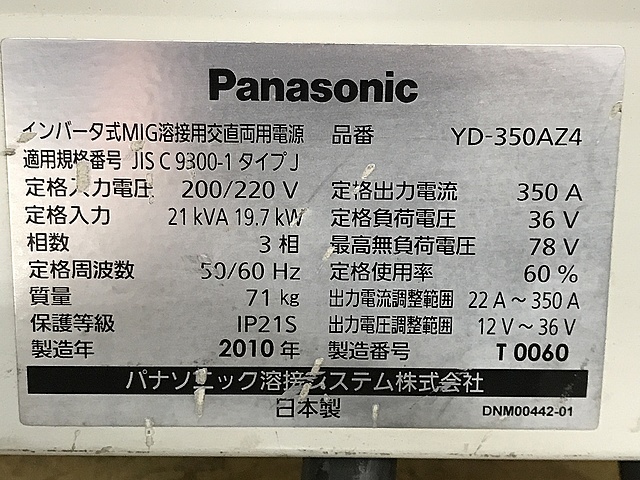 Panasonic
インバータ式MIG溶接用交直両用電源 品番 YD-350AZ4
適用規格番号 JIS C 9300-1 タイプ J
定格入力電圧 200/220 V 定格出力電流 350 A
定格入力 21 kVA 19.7 kW 定格負荷電圧 36 V
相数 3 相 最高無負荷電圧 78 V
定格周波数 50/60 Hz 定格使用率 60 %
質量 71 kg 出力電流調整範囲 22 A～350 A
保護等級 IP21S 出力電圧調整範囲 12 V～36 V
製造年 2010 年 製造番号 T 0060
パナソニック溶接システム株式会社
日本製 DNM00442-01